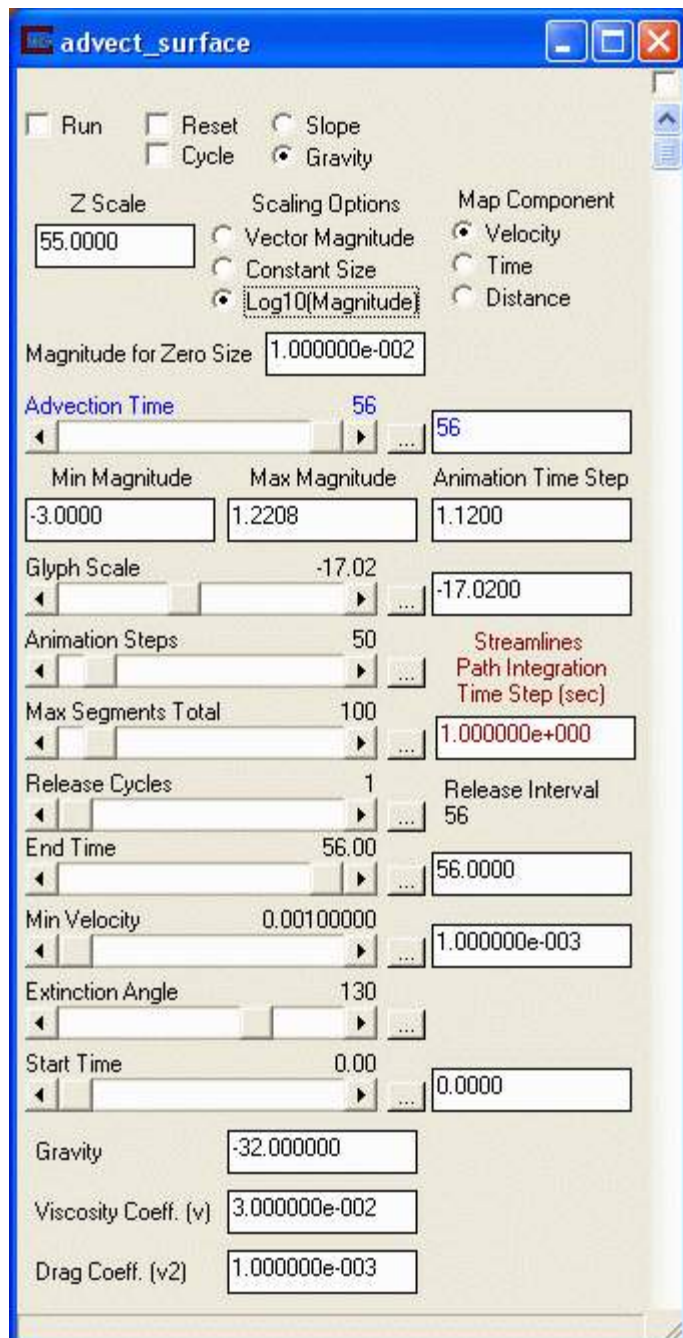 advect_surface
Run Reset Slope
Cycle Gravity
Z Scale Scaling Options Map Component
55.0000 Vector Magnitude Velocity
Constant Size Time
Log10(Magnitude) Distance
Magnitude for Zero Size 1.000000e-002
Advection Time 56
... 56
Min Magnitude Max Magnitude Animation Time Step
-3.0000 1.2208 1.1200
Glyph Scale -17.02
... -17.0200
Animation Steps 50 Streamlines
... Path Integration
Time Step (sec)
Max Segments Total 100
... 1.000000e+000
Release Cycles 1 Release Interval
... 56
End Time 56.00
... 56.0000
Min Velocity 0.00100000
... 1.000000e-003
Extinction Angle 130
...
Start Time 0.00
... 0.0000
Gravity -32.000000
Viscosity Coeff. (v) 3.000000e-002
Drag Coeff. (v2) 1.000000e-003